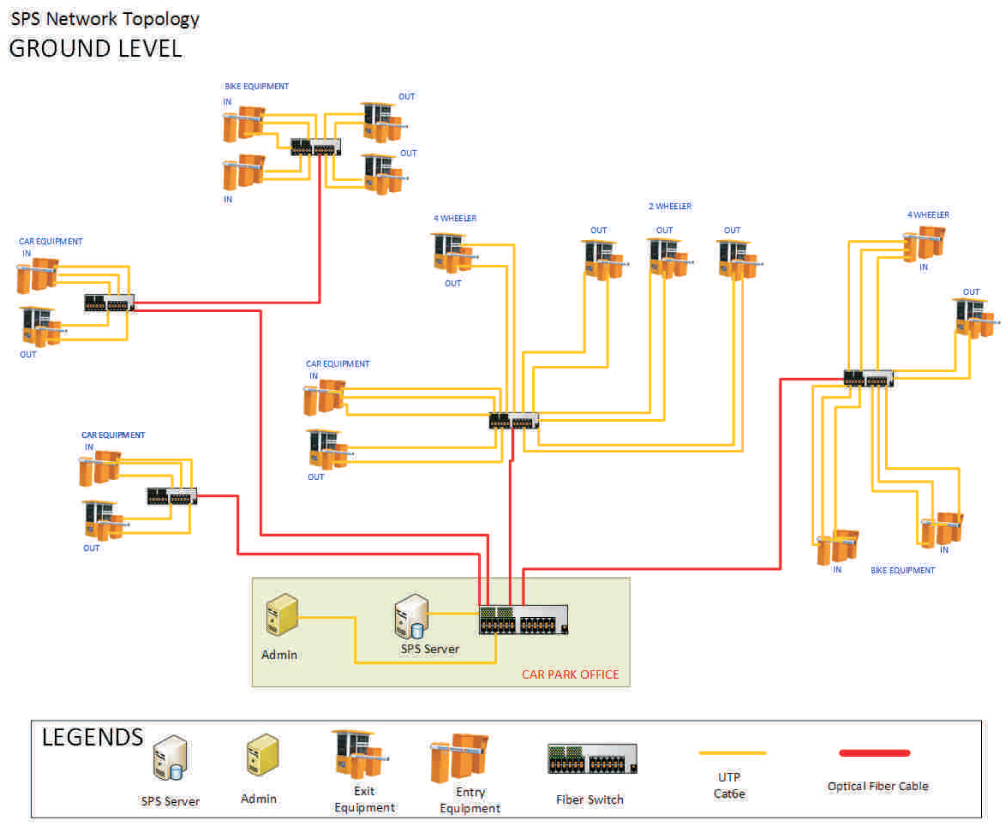 SPS Network Topology
GROUND LEVEL
BIKE EQUIPMENT
IN
OUT
OUT
IN
4 WHEELER
OUT
2 WHEELER
OUT
OUT
OUT
4 WHEELER
IN
OUT
CAR EQUIPMENT
IN
OUT
CAR EQUIPMENT
IN
OUT
CAR EQUIPMENT
IN
OUT
IN
BIKE EQUIPMENT
IN
Admin
SPS Server
CAR PARK OFFICE
LEGENDS
SPS Server
Admin
Exit
Equipment
Entry
Equipment
Fiber Switch
UTP
Cat6e
Optical Fiber Cable